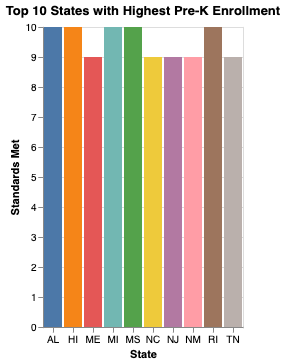 Top 10 States with Highest Pre-K Enrollment
10
9
8
7
6
5
4
3
2
1
0
Standards Met
AL HI ME MI MS NC NJ NM RI TN
State